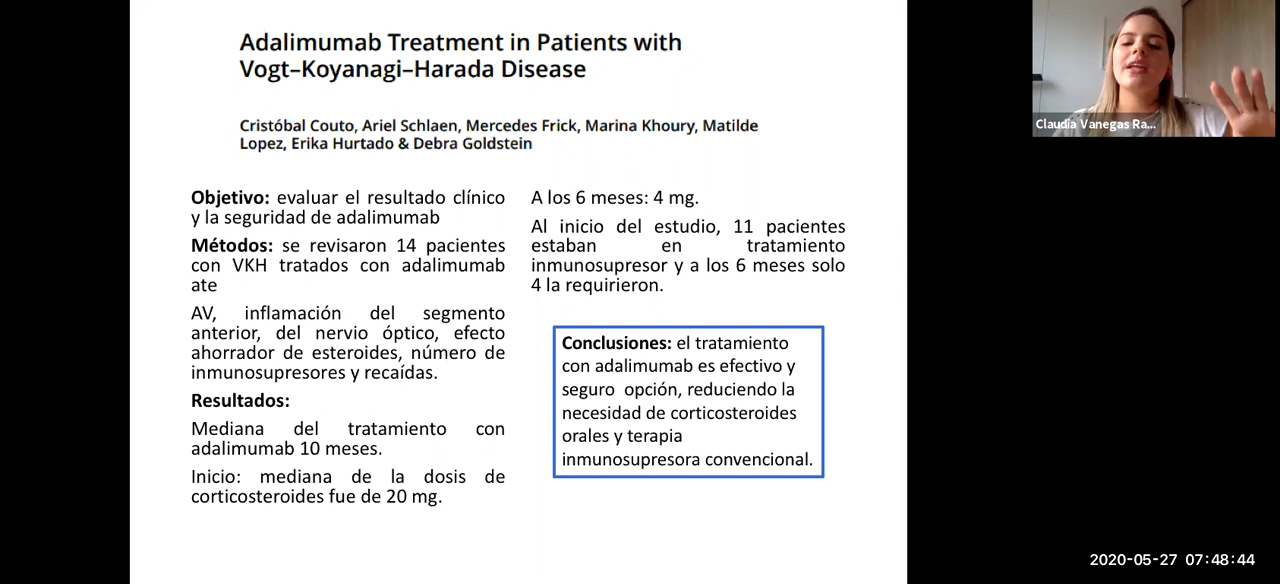 Adalimumab Treatment in Patients with
Vogt–Koyanagi–Harada Disease
Cristóbal Couto, Ariel Schlaen, Mercedes Frick, Marina Khoury, Matilde
Lopez, Erika Hurtado & Debra Goldstein
Objetivo: evaluar el resultado clínico
y la seguridad de adalimumab
Métodos: se revisaron 14 pacientes
con VKH tratados con adalimumab
ate
AV, inflamación del segmento
anterior, del nervio óptico, efecto
ahorrador de esteroides, número de
inmunosupresores y recaídas.
Resultados:
Mediana del tratamiento con
adalimumab 10 meses.
Inicio: mediana de la dosis de
corticosteroides fue de 20 mg.
A los 6 meses: 4 mg.
Al inicio del estudio, 11 pacientes
estaban en tratamiento
inmunosupresor y a los 6 meses solo
4 la requirieron.
Conclusiones: el tratamiento
con adalimumab es efectivo y
seguro opción, reduciendo la
necesidad de corticosteroides
orales y terapia
inmunosupresora convencional.
Claudia Vanegas Ra...
2020-05-27 07:48:44